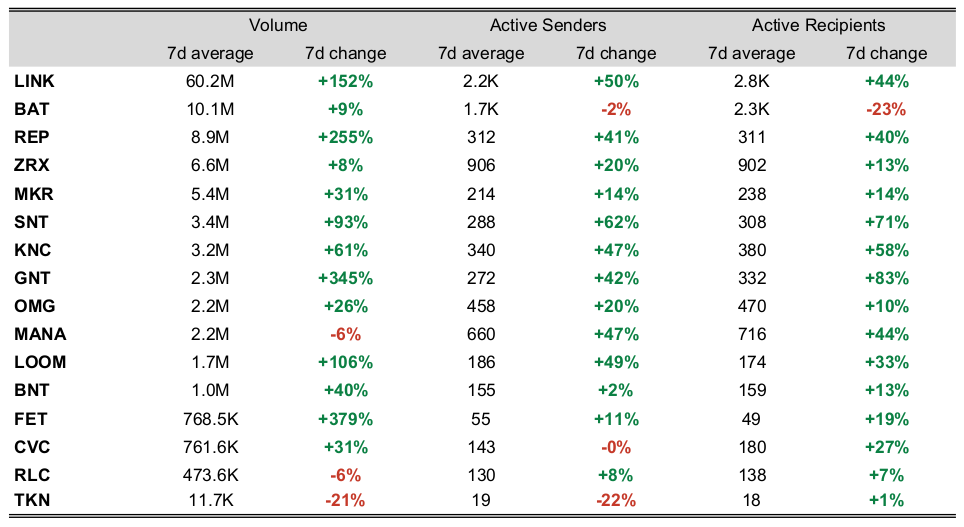 Volume Active Senders Active Recipients
7d average 7d change 7d average 7d change 7d average 7d change
LINK 60.2M +152% 2.2K +50% 2.8K +44%
BAT 10.1M +9% 1.7K -2% 2.3K -23%
REP 8.9M +255% 312 +41% 311 +40%
ZRX 6.6M +8% 906 +20% 902 +13%
MKR 5.4M +31% 214 +14% 238 +14%
SNT 3.4M +93% 288 +62% 308 +71%
KNC 3.2M +61% 340 +47% 380 +58%
GNT 2.3M +345% 272 +42% 332 +83%
OMG 2.2M +26% 458 +20% 470 +10%
MANA 2.2M -6% 660 +47% 716 +44%
LOOM 1.7M +106% 186 +49% 174 +33%
BNT 1.0M +40% 155 +2% 159 +13%
FET 768.5K +379% 55 +11% 49 +19%
CVC 761.6K +31% 143 -0% 180 +27%
RLC 473.6K -6% 130 +8% 138 +7%
TKN 11.7K -21% 19 -22% 18 +1%